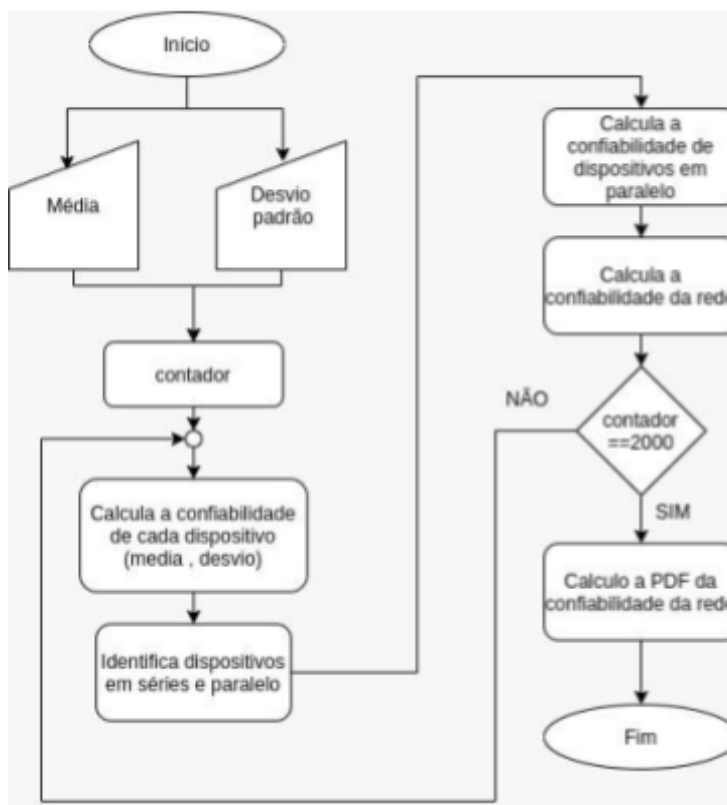 Início
Média
Desvio
padrão
contador
Calcula a confiabilidade
de cada dispositivo
(media , desvio)
Identifica dispositivos
em séries e paralelo
Calcula a
confiabilidade de
dispositivos em
paralelo
Calcula a
confiabilidade da rede
NÃO
contador
==2000
SIM
Calculo a PDF da
confiabilidade da rede
Fim